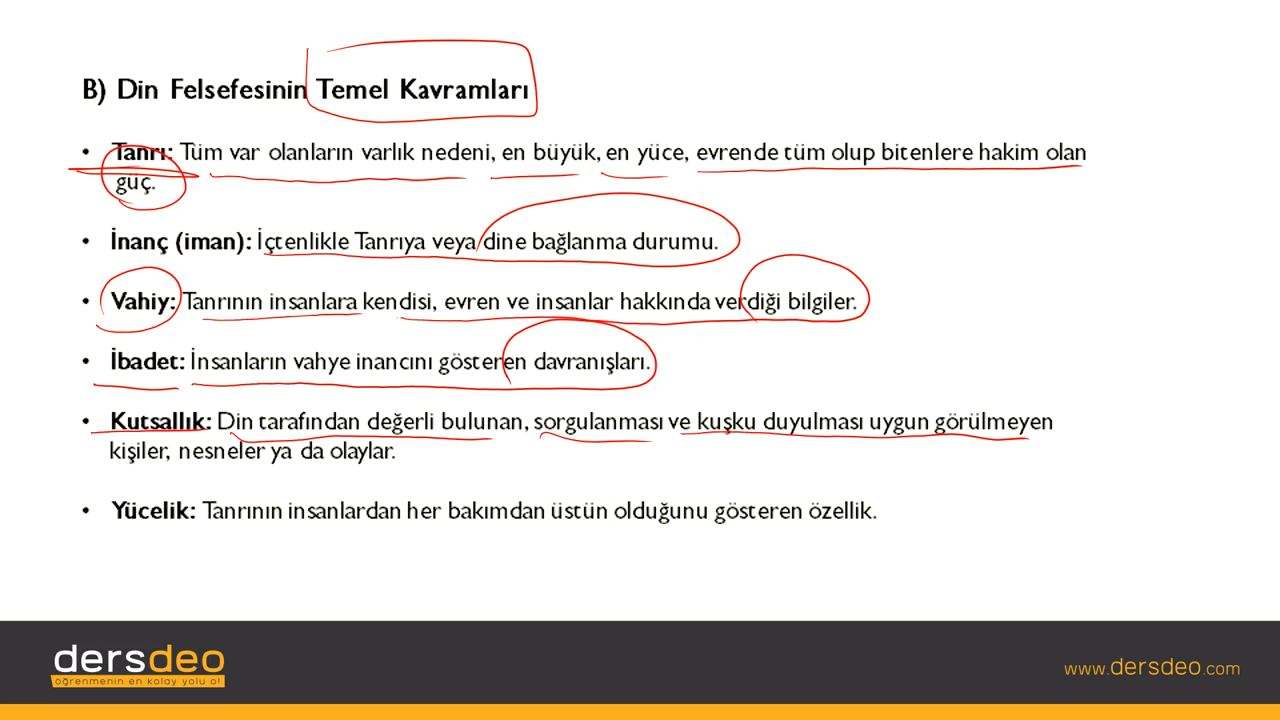 B) Din Felsefesinin Temel Kavramları
• Tanrı: Tüm var olanların varlık nedeni, en büyük, en yüce, evrende tüm olup bitenlere hakim olan
güç.
• İnanç (iman): İçtenlikle Tanrıya veya dine bağlanma durumu.
• Vahiy: Tanrının insanlara kendisi, evren ve insanlar hakkında verdiği bilgiler.
• İbadet: İnsanların vahye inancını gösteren davranışları.
• Kutsallık: Din tarafından değerli bulunan, sorgulanması ve kuşku duyulması uygun görülmeyen
kişiler, nesneler ya da olaylar.
• Yücelik: Tanrının insanlardan her bakımdan üstün olduğunu gösteren özellik.
dersdeo
öğrenmenin en kolay yolu o!
www.dersdeo.com